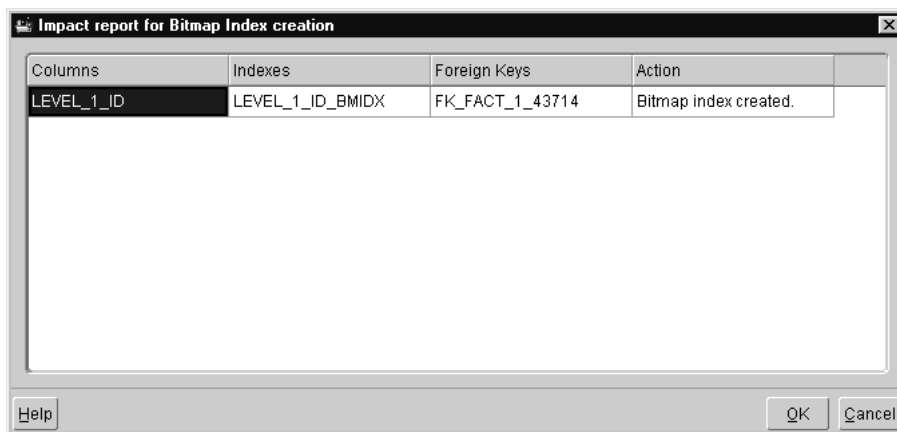 Impact report for Bitmap Index creation
Columns Indexes Foreign Keys Action
LEVEL_1_ID LEVEL_1_ID_BMIDX FK_FACT_1_43714 Bitmap index created.
Help OK Cancel